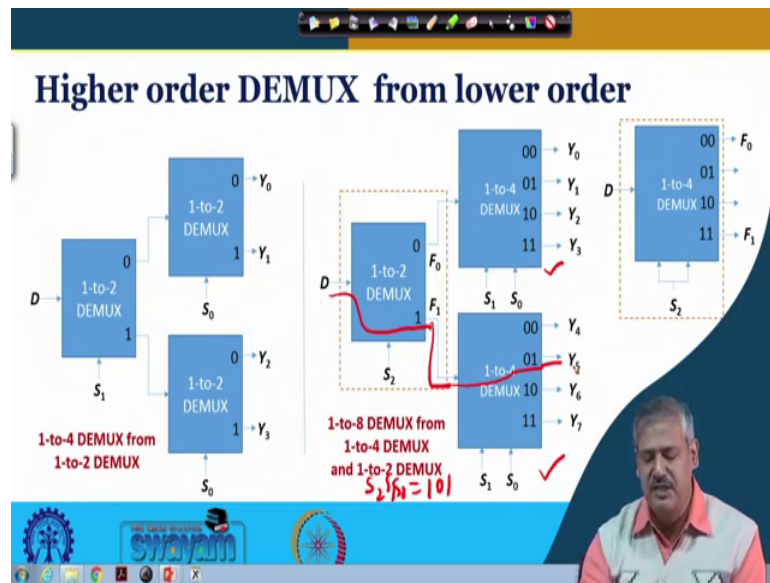 Higher order DEMUX from lower order
D
1-to-2
DEMUX
0
1
S1
1-to-2
DEMUX
0
1
Y0
Y1
S0
1-to-2
DEMUX
0
1
Y2
Y3
S0
1-to-4 DEMUX from
1-to-2 DEMUX
D
1-to-2
DEMUX
0
F0
F1
1
S2
1-to-4
DEMUX
00
01
10
11
Y0
Y1
Y2
Y3
S1 S0
1-to-4
DEMUX
00
01
10
11
Y4
Y5
Y6
Y7
S1 S0
1-to-8 DEMUX from
1-to-4 DEMUX
and 1-to-2 DEMUX
= 101
D
1-to-4
DEMUX
00
01
10
11
F0
F1
S2
swayam